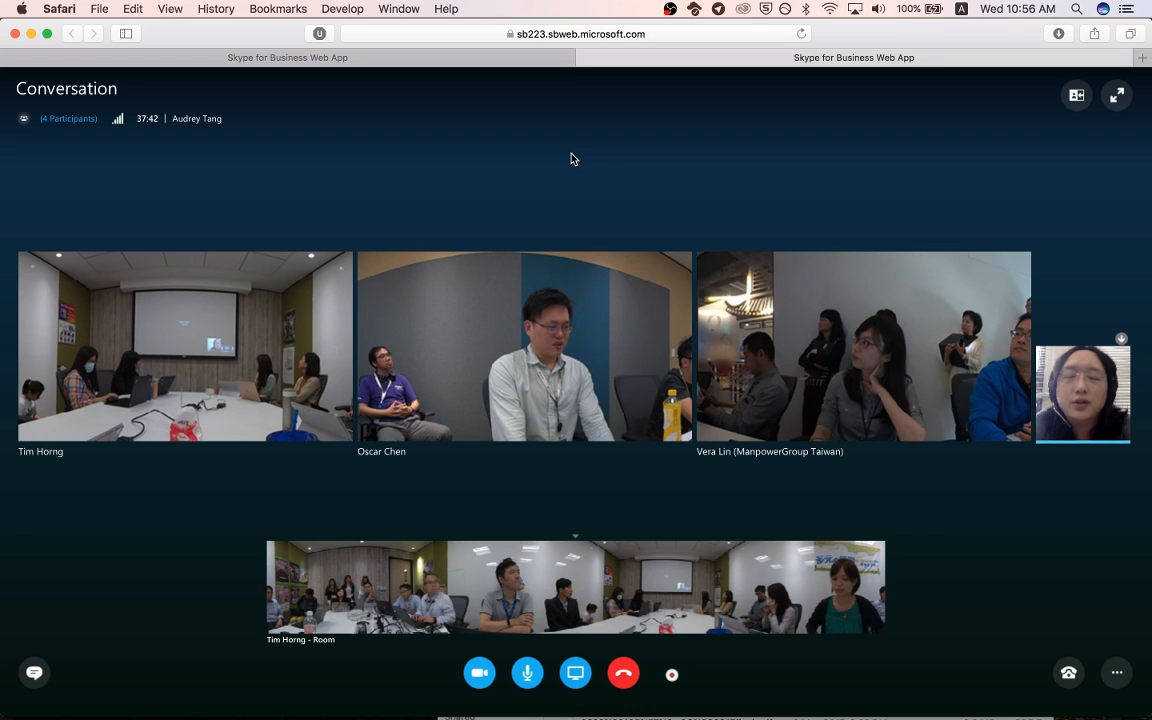 Safari File Edit View History Bookmarks Develop Window Help 100% A Wed 10:56 AM
U sb223.sbweb.microsoft.com
Skype for Business Web App Skype for Business Web App
Conversation
(4 Participants) 37:42 | Audrey Tang
Tim Horng Oscar Chen Vera Lin (ManpowerGroup Taiwan)
Tim Horng - Room